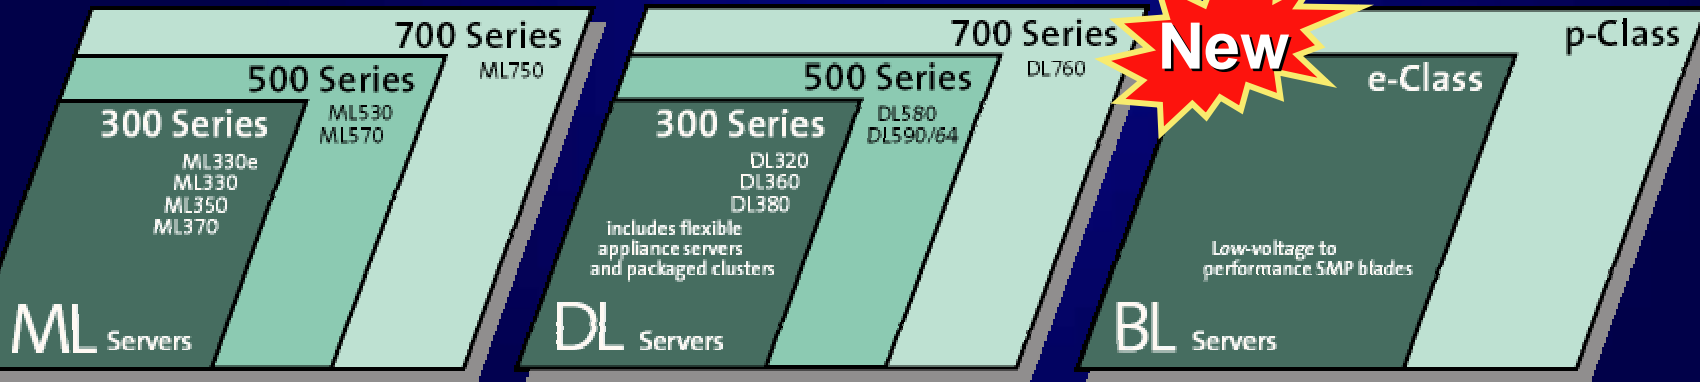 700 Series
ML750
500 Series
ML530
ML570
300 Series
ML330e
ML330
ML350
ML370
ML Servers
700 Series
DL760
500 Series
DL580
DL590/64
300 Series
DL320
DL360
DL380
includes flexible
appliance servers
and packaged clusters
DL Servers
New
p-Class
e-Class
Low-voltage to
performance SMP blades
BL Servers